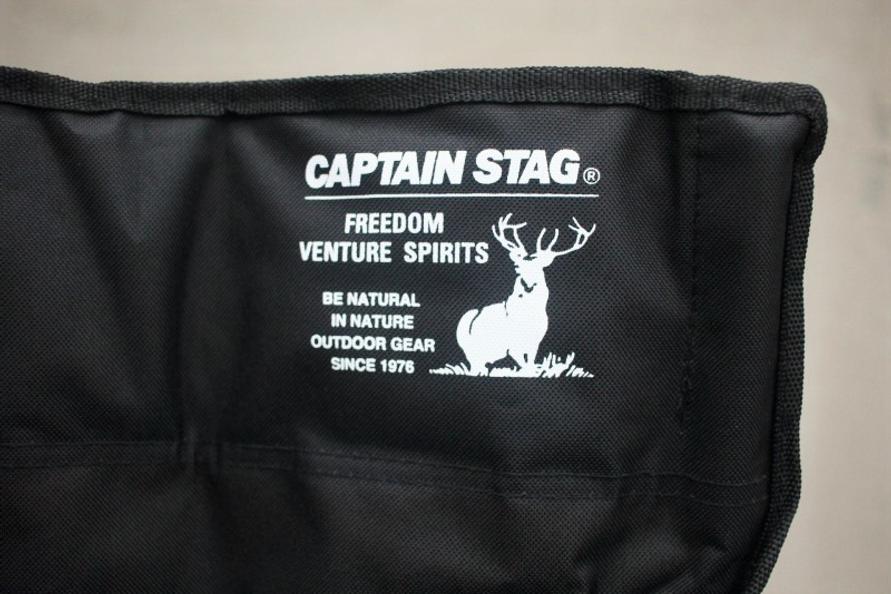 CAPTAIN STAG®
FREEDOM
VENTURE SPIRITS
BE NATURAL
IN NATURE
OUTDOOR GEAR
SINCE 1976